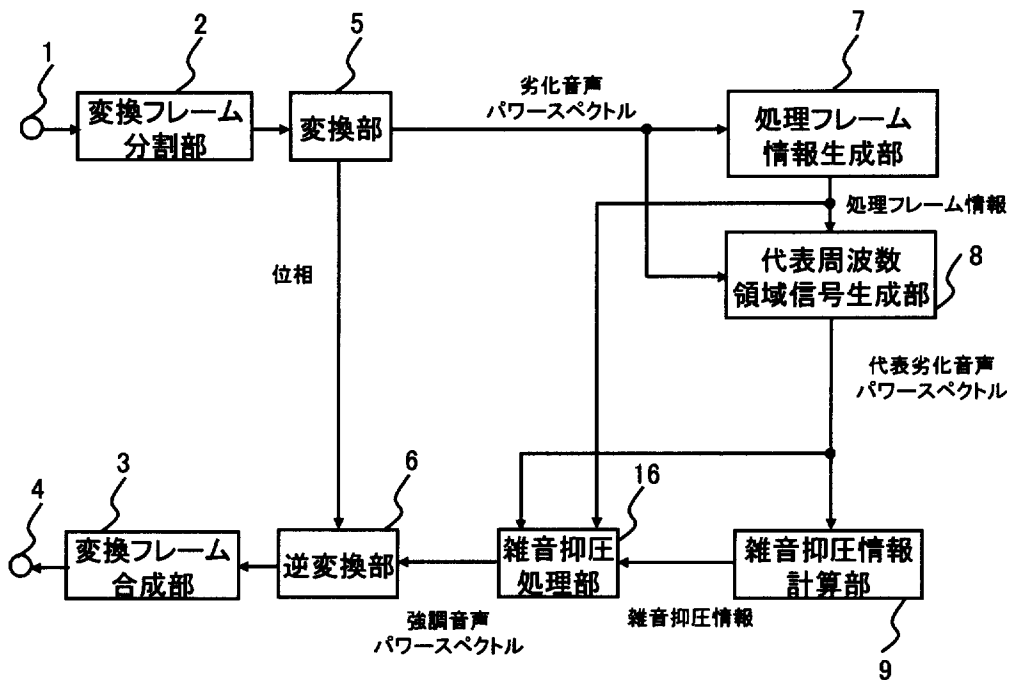 1
2
5
7
変換フレーム
分割部
変換部
劣化音声
パワースペクトル
処理フレーム
情報生成部
処理フレーム情報
位相
代表周波数
領域信号生成部
8
代表劣化音声
パワースペクトル
4
3
6
16
変換フレーム
合成部
逆変換部
雑音抑圧
処理部
雑音抑圧情報
計算部
強調音声
パワースペクトル
雑音抑圧情報
9